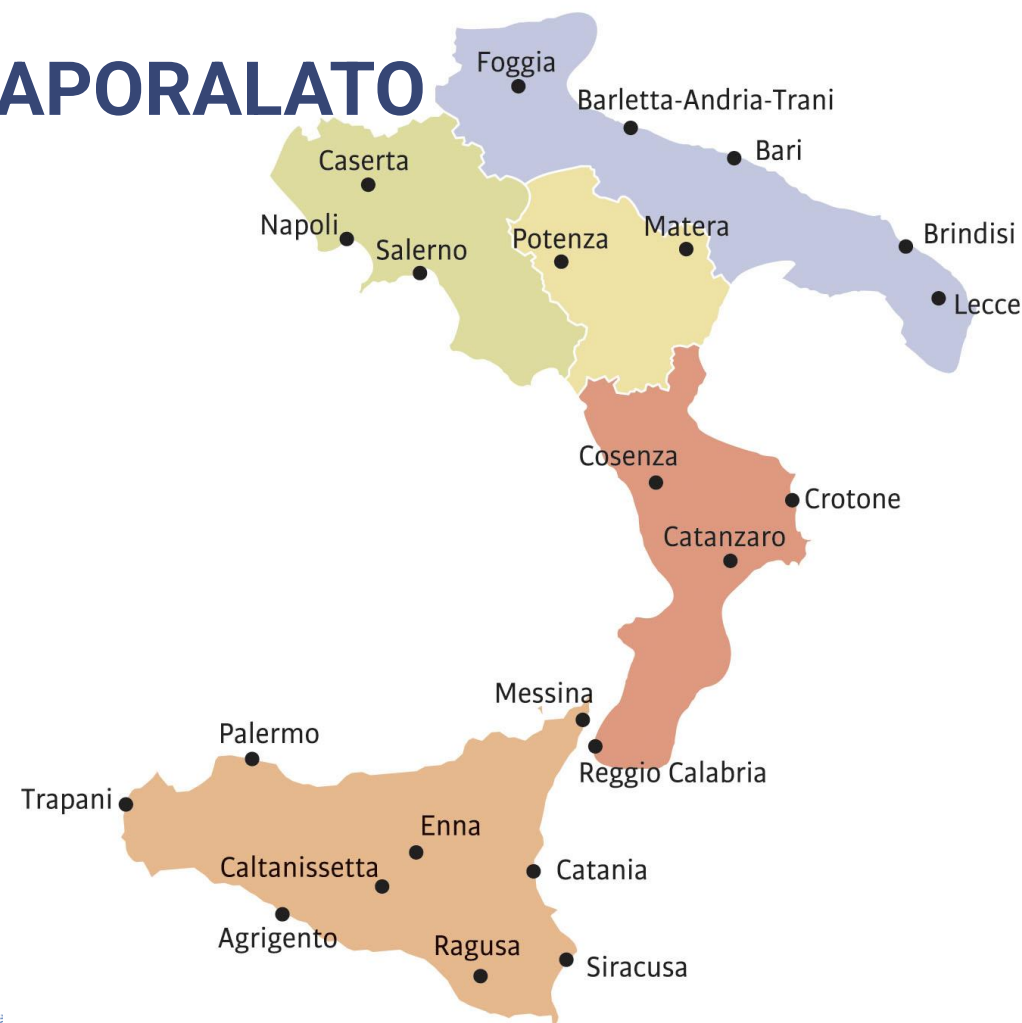 APORALATO
Foggia
Barletta-Andria-Trani
Bari
Caserta
Napoli
Salerno
Potenza
Matera
Brindisi
Lecce
Cosenza
Crotone
Catanzaro
Messina
Reggio Calabria
Palermo
Trapani
Enna
Caltanissetta
Catania
Agrigento
Ragusa
Siracusa